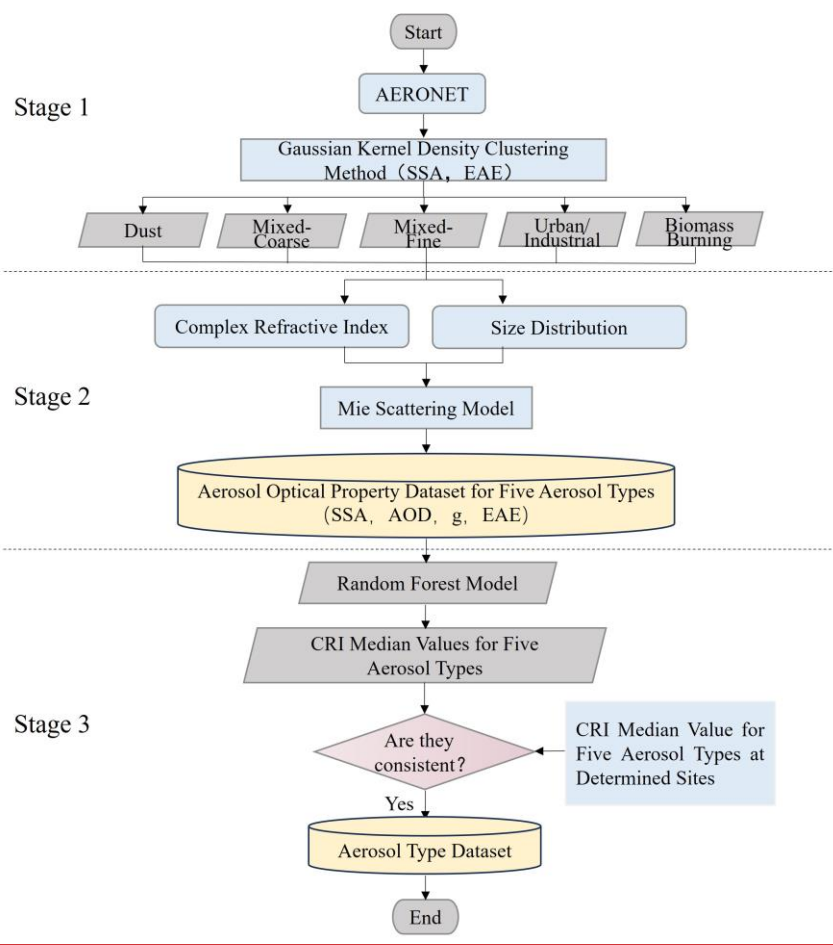 Start
Stage 1
AERONET
Gaussian Kernel Density Clustering
Method（SSA，EAE）
Dust
Mixed-
Coarse
Mixed-
Fine
Urban/
Industrial
Biomass
Burning
Complex Refractive Index
Size Distribution
Stage 2
Mie Scattering Model
Aerosol Optical Property Dataset for Five Aerosol Types
（SSA，AOD，g，EAE）
Random Forest Model
CRI Median Values for Five
Aerosol Types
Stage 3
Are they
consistent？
CRI Median Value for
Five Aerosol Types at
Determined Sites
Yes
Aerosol Type Dataset
End